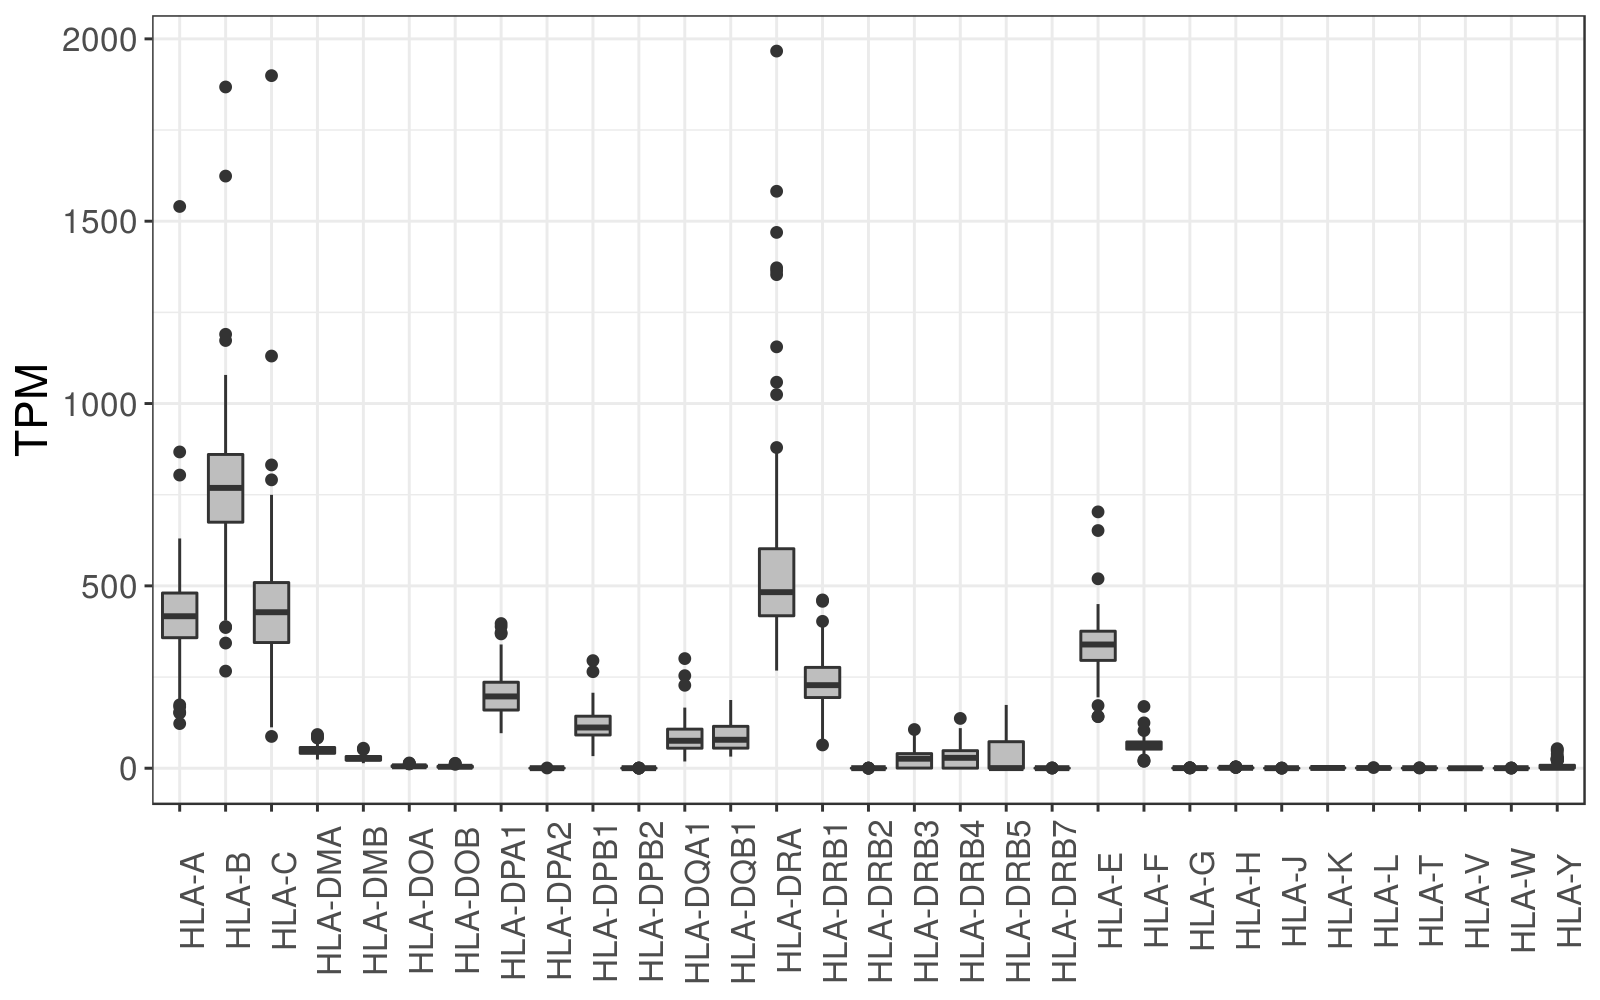 TPM
2000
1500
1000
500
0
HLA-A
HLA-B
HLA-C
HLA-DMA
HLA-DMB
HLA-DOA
HLA-DOB
HLA-DPA1
HLA-DPA2
HLA-DPB1
HLA-DPB2
HLA-DQA1
HLA-DQB1
HLA-DRA
HLA-DRB1
HLA-DRB2
HLA-DRB3
HLA-DRB4
HLA-DRB5
HLA-DRB7
HLA-E
HLA-F
HLA-G
HLA-H
HLA-J
HLA-K
HLA-L
HLA-T
HLA-V
HLA-W
HLA-Y